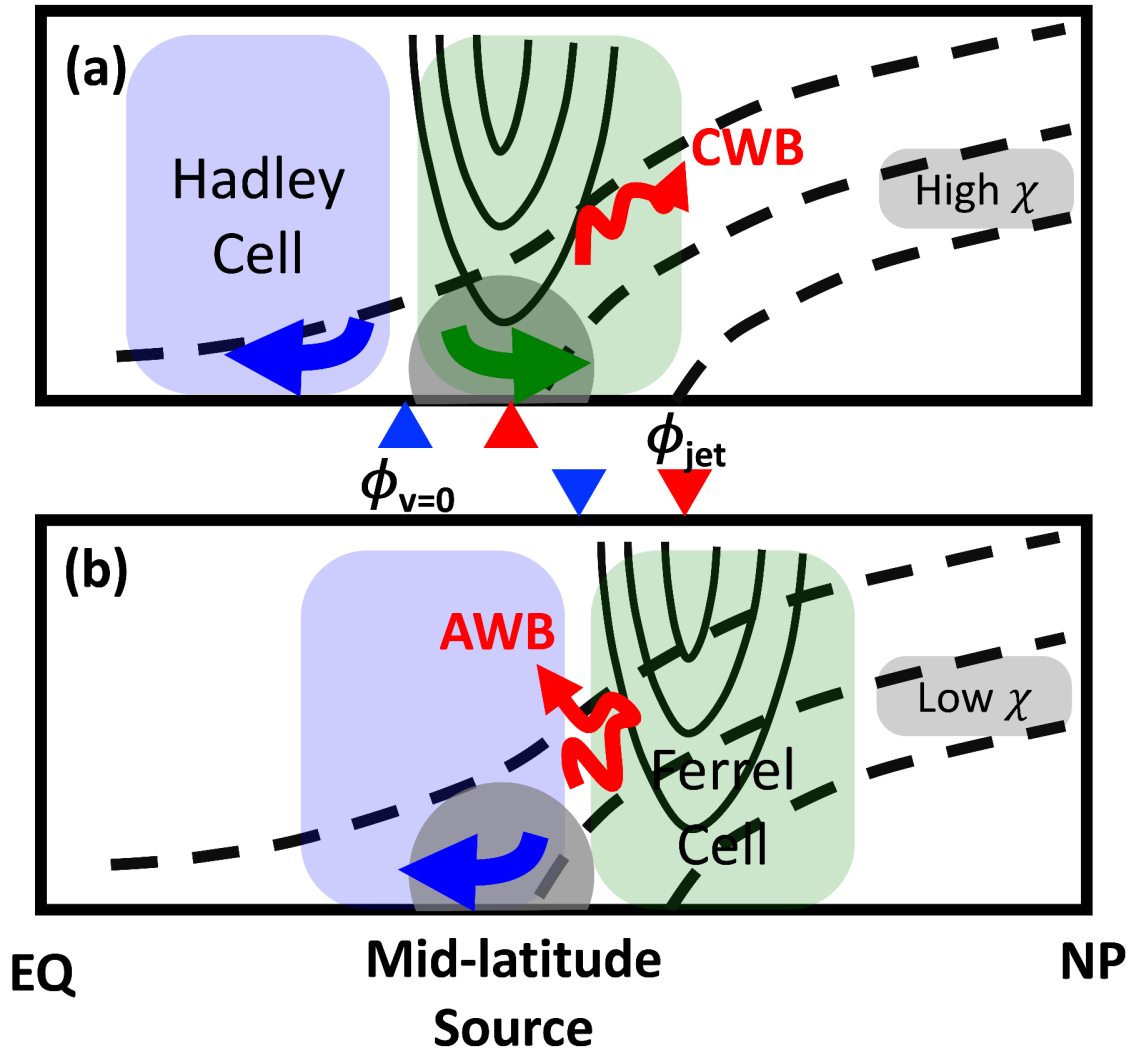 (a)
Hadley
Cell
CWB
High χ
ϕv=0
ϕjet
(b)
AWB
Low χ
Ferrel
Cell
EQ
Mid-latitude
Source
NP